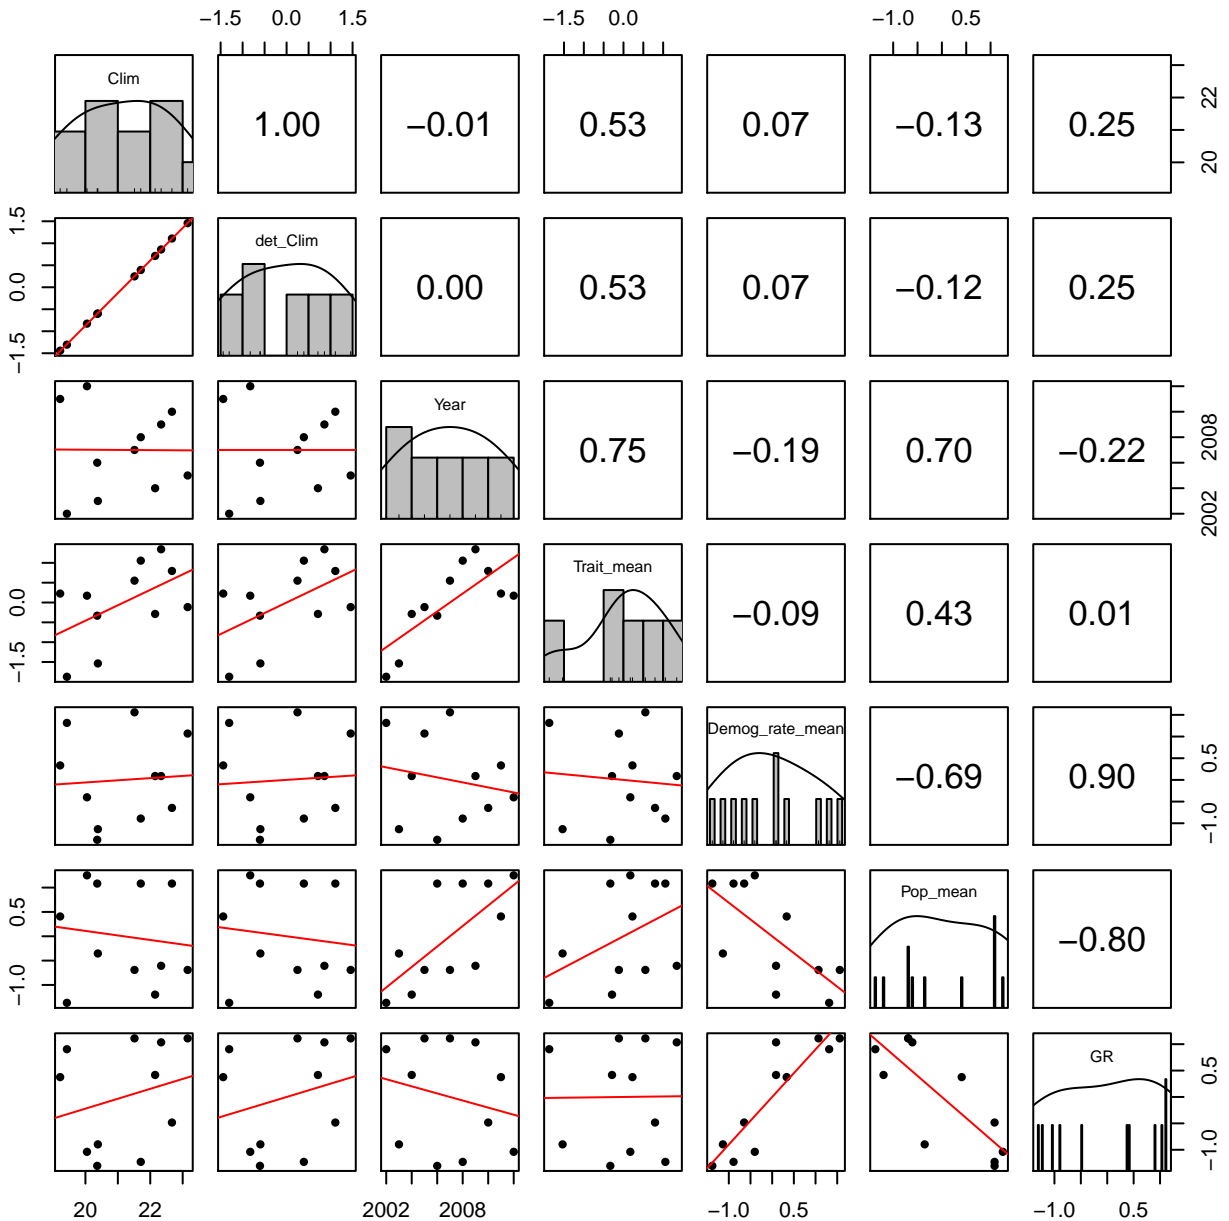 −1.5 0.0 1.5 −1.5 0.0 −1.0 0.5
Clim
1.00 −0.01 0.53 0.07 −0.13 0.25
20 22
det_Clim
0.00 0.53 0.07 −0.12 0.25
−1.5 0.0 1.5
Year
0.75 −0.19 0.70 −0.22
2002 2008
Trait_mean
−0.09 0.43 0.01
−1.5 0.0
Demog_rate_mean
−0.69 0.90
−1.0 0.5
Pop_mean
−0.80
−1.0 0.5
GR
−1.0 0.5
20 22 2002 2008 −1.0 0.5 −1.0 0.5